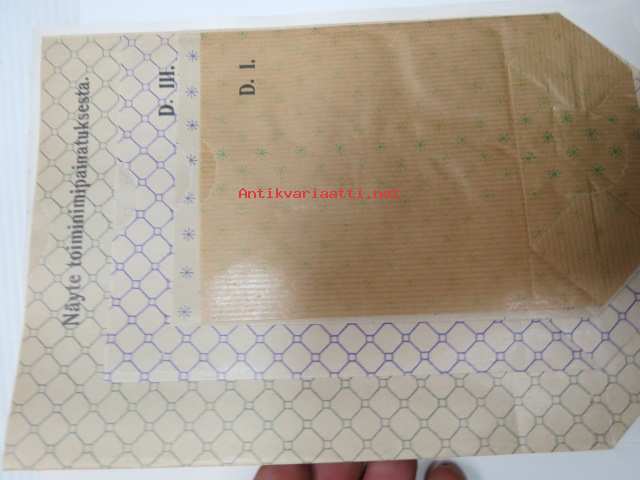 Näyte toiminimipainatuksesta.
D. III.
D. I.
Antikvariaatti.net